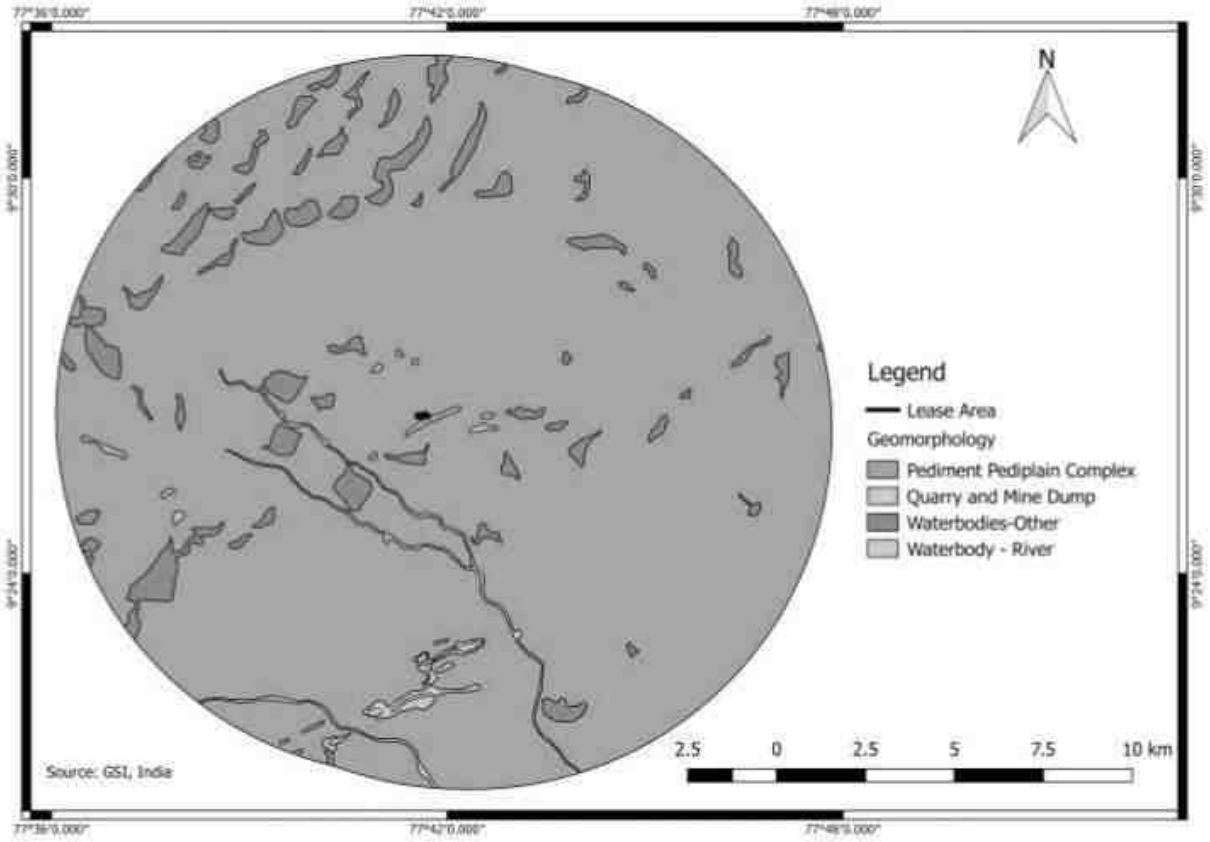 77°36'0.000" 77°42'0.000" 77°48'0.000"
N
9°30'0.000" 9°30'0.000"
Legend
Lease Area
Geomorphology
Pediment Pediplain Complex
Quarry and Mine Dump
Waterbodies-Other
Waterbody - River
9°24'0.000" 9°24'0.000"
2.5 0 2.5 5 7.5 10 km
Source: GSI, India
77°36'0.000" 77°42'0.000" 77°48'0.000"